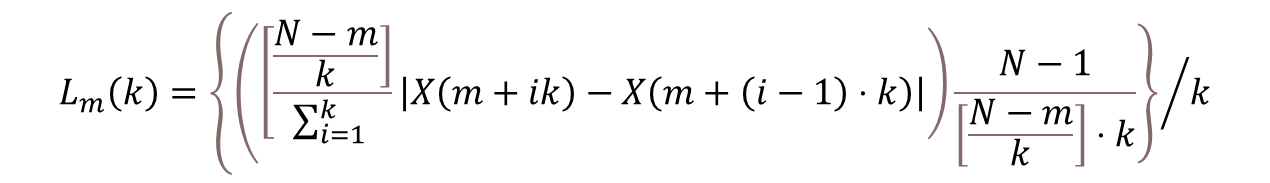 L_m(k) = { ( [ (N − m)/k ] / ∑_{i=1}^{k} |X(m + ik) − X(m + (i − 1) · k)| ) (N − 1) / ([ (N − m)/k ] · k) } / k